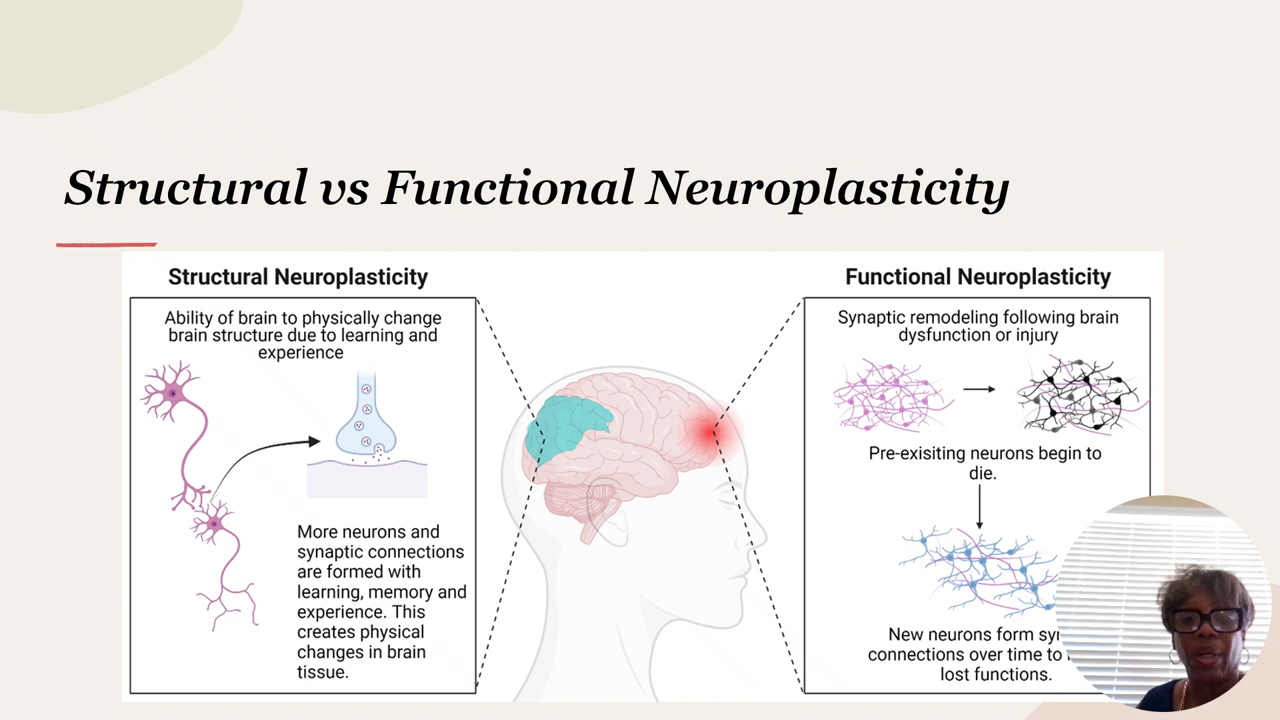 Structural vs Functional Neuroplasticity
Structural Neuroplasticity
Ability of brain to physically change
brain structure due to learning and
experience
More neurons and
synaptic connections
are formed with
learning, memory and
experience. This
creates physical
changes in brain
tissue.
Functional Neuroplasticity
Synaptic remodeling following brain
dysfunction or injury
Pre-exisiting neurons begin to
die.
New neurons form
connections over time to
lost functions.